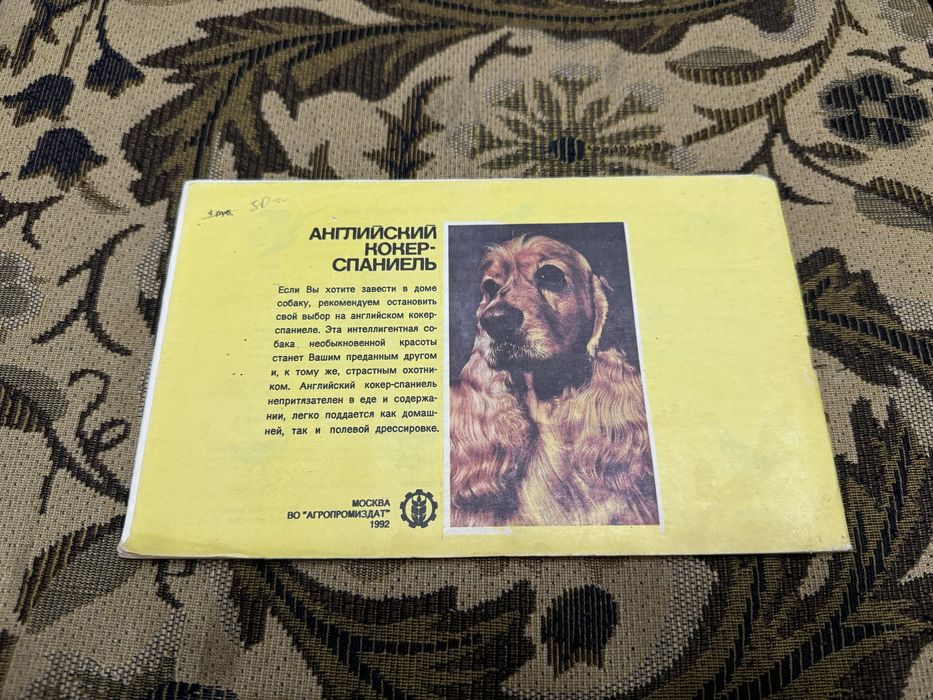 4 руб. 50=
АНГЛИЙСКИЙ
КОКЕР-
СПАНИЕЛЬ
Если Вы хотите завести в доме
собаку, рекомендуем остановить
свой выбор на английском кокер-
спаниеле. Эта интеллигентная со-
бака необыкновенной красоты
станет Вашим преданным другом
и, к тому же, страстным охотни-
ком. Английский кокер-спаниель
непритязателен в еде и содержа-
нии, легко поддается как домаш-
ней, так и полевой дрессировке.
МОСКВА
ВО "АГРОПРОМИЗДАТ"
1992